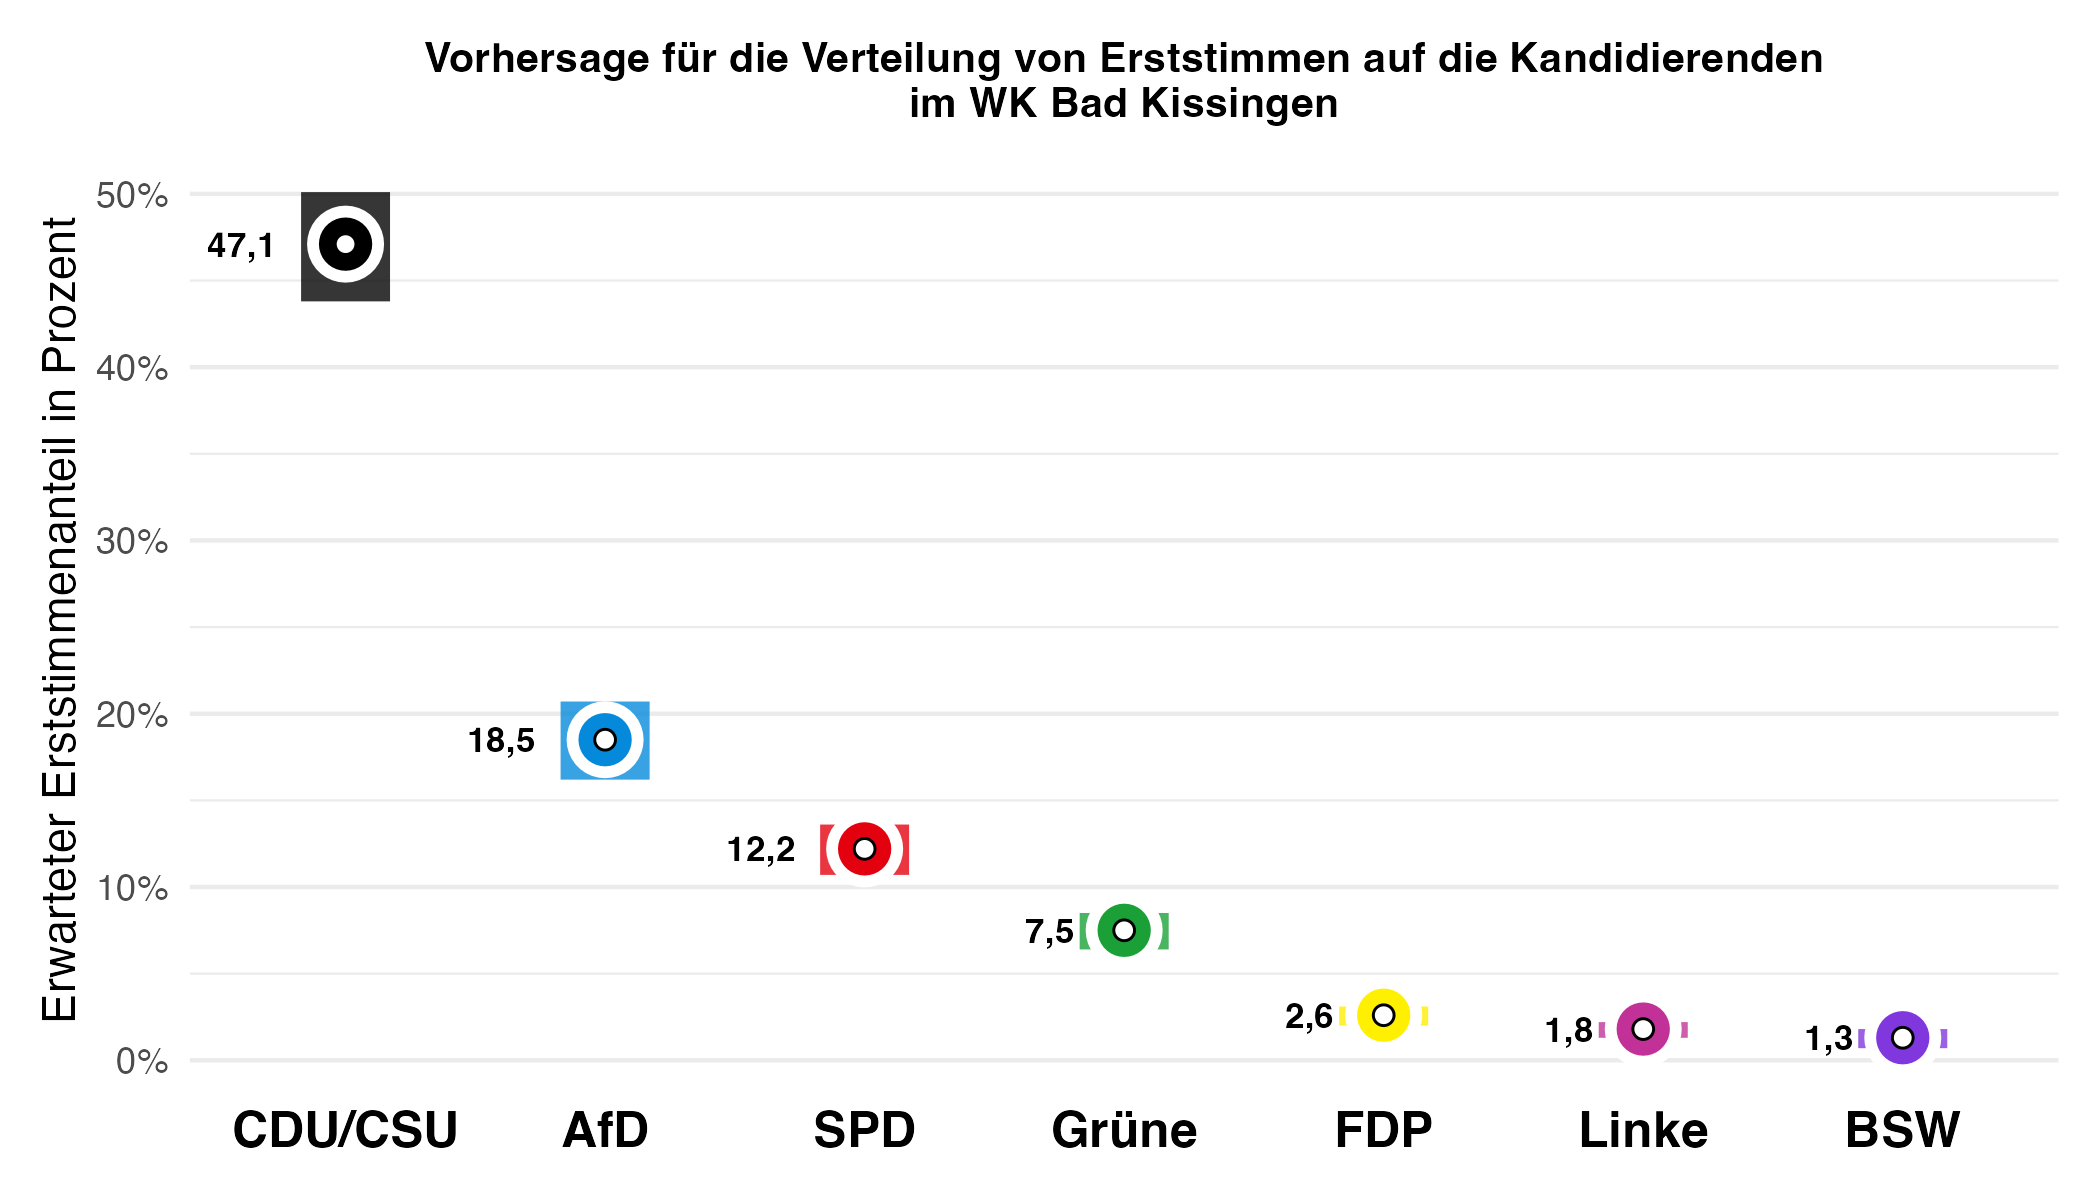 Vorhersage für die Verteilung von Erststimmen auf die Kandidierenden
im WK Bad Kissingen
Erwarteter Erststimmenanteil in Prozent
50%
40%
30%
20%
10%
0%
47,1
18,5
12,2
7,5
2,6
1,8
1,3
CDU/CSU
AfD
SPD
Grüne
FDP
Linke
BSW